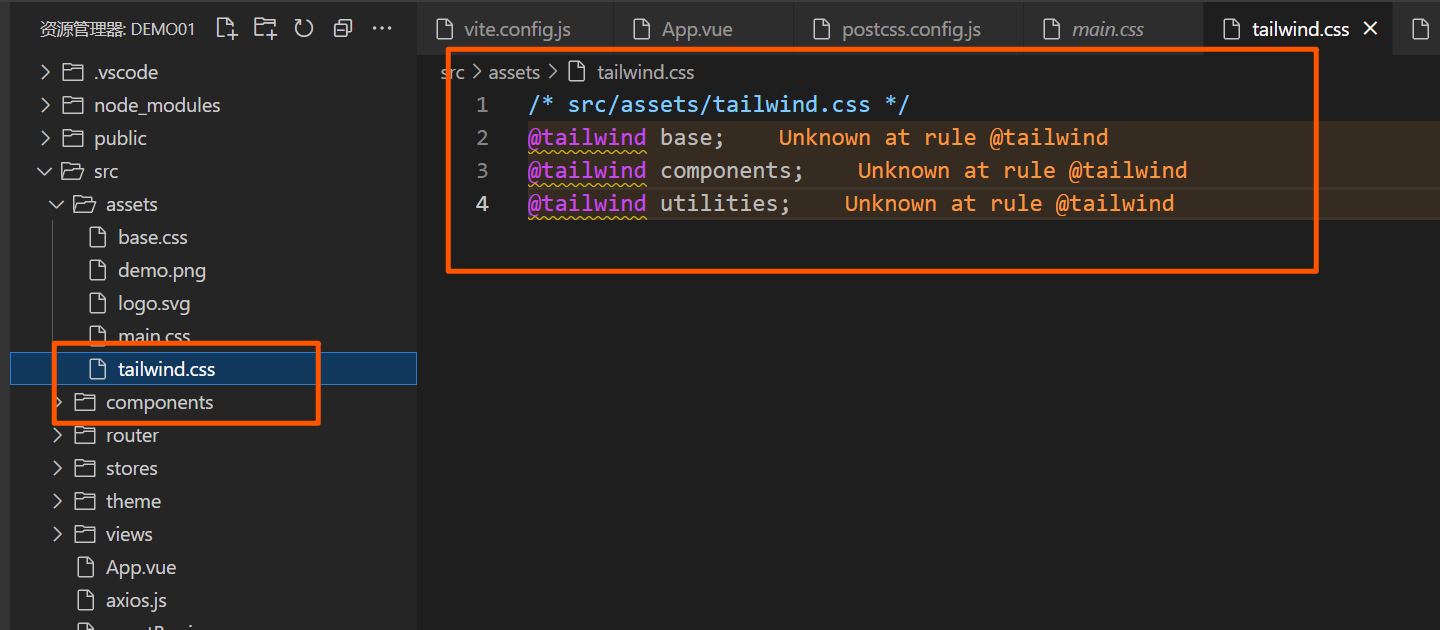 资源管理器: DEMO01
.vscode
node_modules
public
src
assets
base.css
demo.png
logo.svg
main.css
tailwind.css
components
router
stores
theme
views
App.vue
axios.js
vite.config.js
App.vue
postcss.config.js
main.css
tailwind.css
src > assets > tailwind.css
1 /* src/assets/tailwind.css */
2 @tailwind base; Unknown at rule @tailwind
3 @tailwind components; Unknown at rule @tailwind
4 @tailwind utilities; Unknown at rule @tailwind